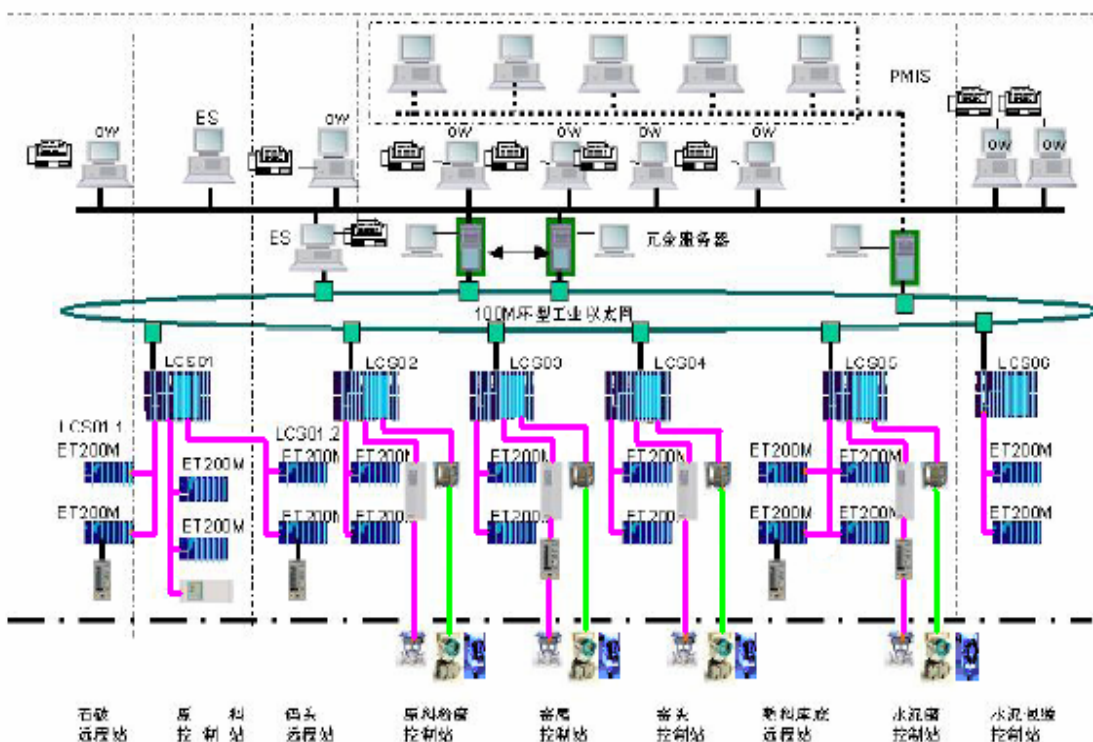 PMIS
OW
ES
OW
OW
OW
OW
OW
OW
OW
ES
冗余服务器
100M环型工业以太网
LCS01
LCS02
LCS03
LCS04
LCS05
LCS06
LCS01.1
LCS01.2
ET200M
ET200M
ET200M
ET200M
ET200M
ET200M
ET200M
ET200M
ET200M
ET200M
ET200M
ET200M
石破
远程站
原料
控制站
码头
远程站
原料粉磨
控制站
窑尾
控制站
窑头
控制站
熟料库底
远程站
水泥磨
控制站
水泥包装
控制站